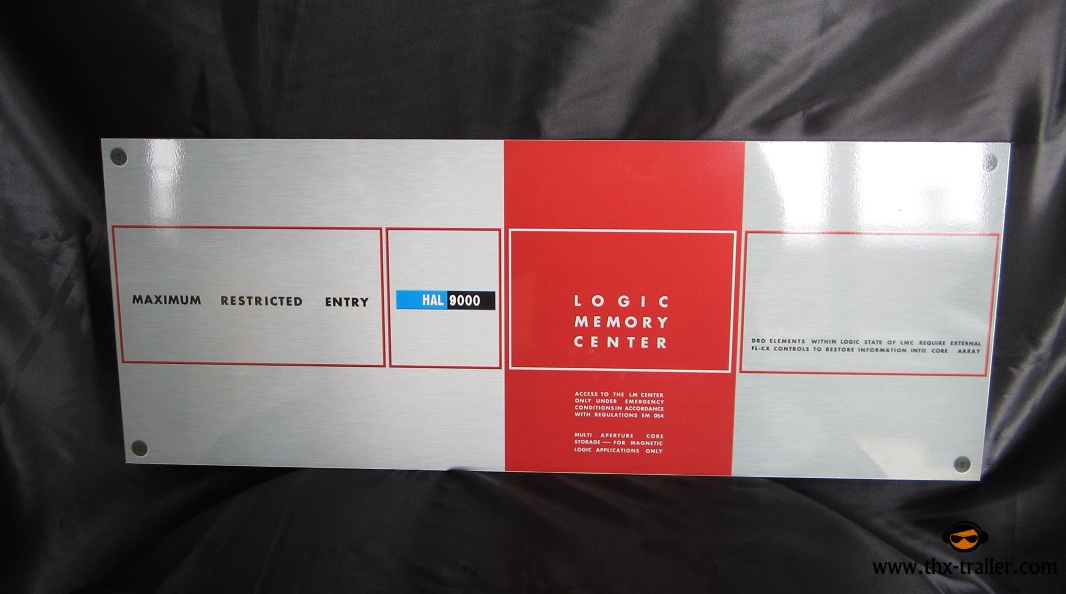 MAXIMUM RESTRICTED ENTRY
HAL 9000
LOGIC
MEMORY
CENTER
DRO ELEMENTS WITHIN LOGIC STATE OF LMC REQUIRE EXTERNAL
FL-CX CONTROLS TO RESTORE INFORMATION INTO CORE ARRAY
ACCESS TO THE LM CENTER
ONLY UNDER EMERGENCY
CONDITIONS IN ACCORDANCE
WITH REGULATIONS EM 054
MULTI APERTURE CORE
STORAGE — FOR MAGNETIC
LOGIC APPLICATIONS ONLY
www.thx-trailer.com